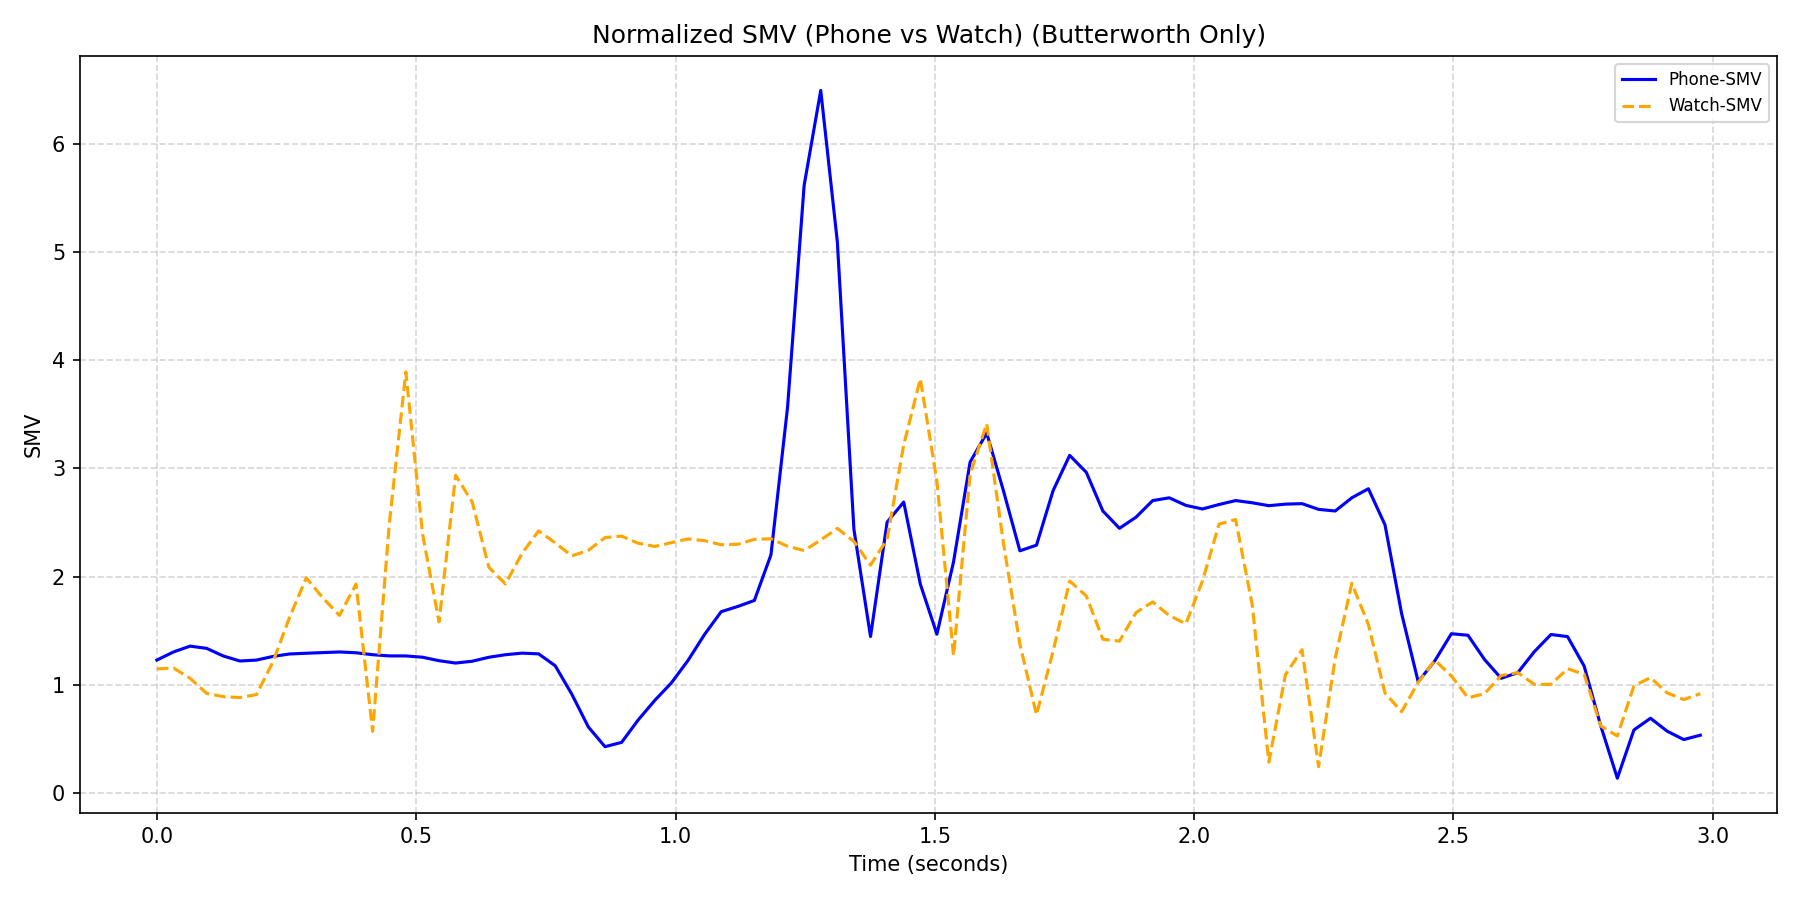 Normalized SMV (Phone vs Watch) (Butterworth Only)
Phone-SMV
Watch-SMV
6
5
4
3
2
1
0
SMV
0.0 0.5 1.0 1.5 2.0 2.5 3.0
Time (seconds)